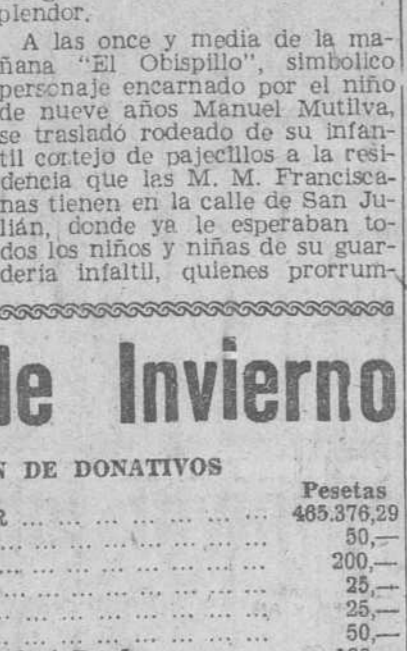 plendor.
A las once y media de la ma-
ñana "El Obispillo", simbólico
personaje encarnado por el niño
de nueve años Manuel Mutilva,
se trasladó rodeado de su infan-
til cortejo de pajecillos a la resi-
dencia que las M. M. Francisca-
nas tienen en la calle de San Ju-
lián, donde ya le esperaban to-
dos los niños y niñas de su guar-
dería infaltil, quienes prorrum-
de Invierno
N DE DONATIVOS
Pesetas
R ... ... ... ... ... ... ... 465.376,29
... ... ... ... ... ... ... 50,—
... ... ... ... ... ... ... 200,—
... ... ... ... ... ... ... 25,—
... ... ... ... ... ... ... 25,—
... ... ... ... ... ... ... 50,—